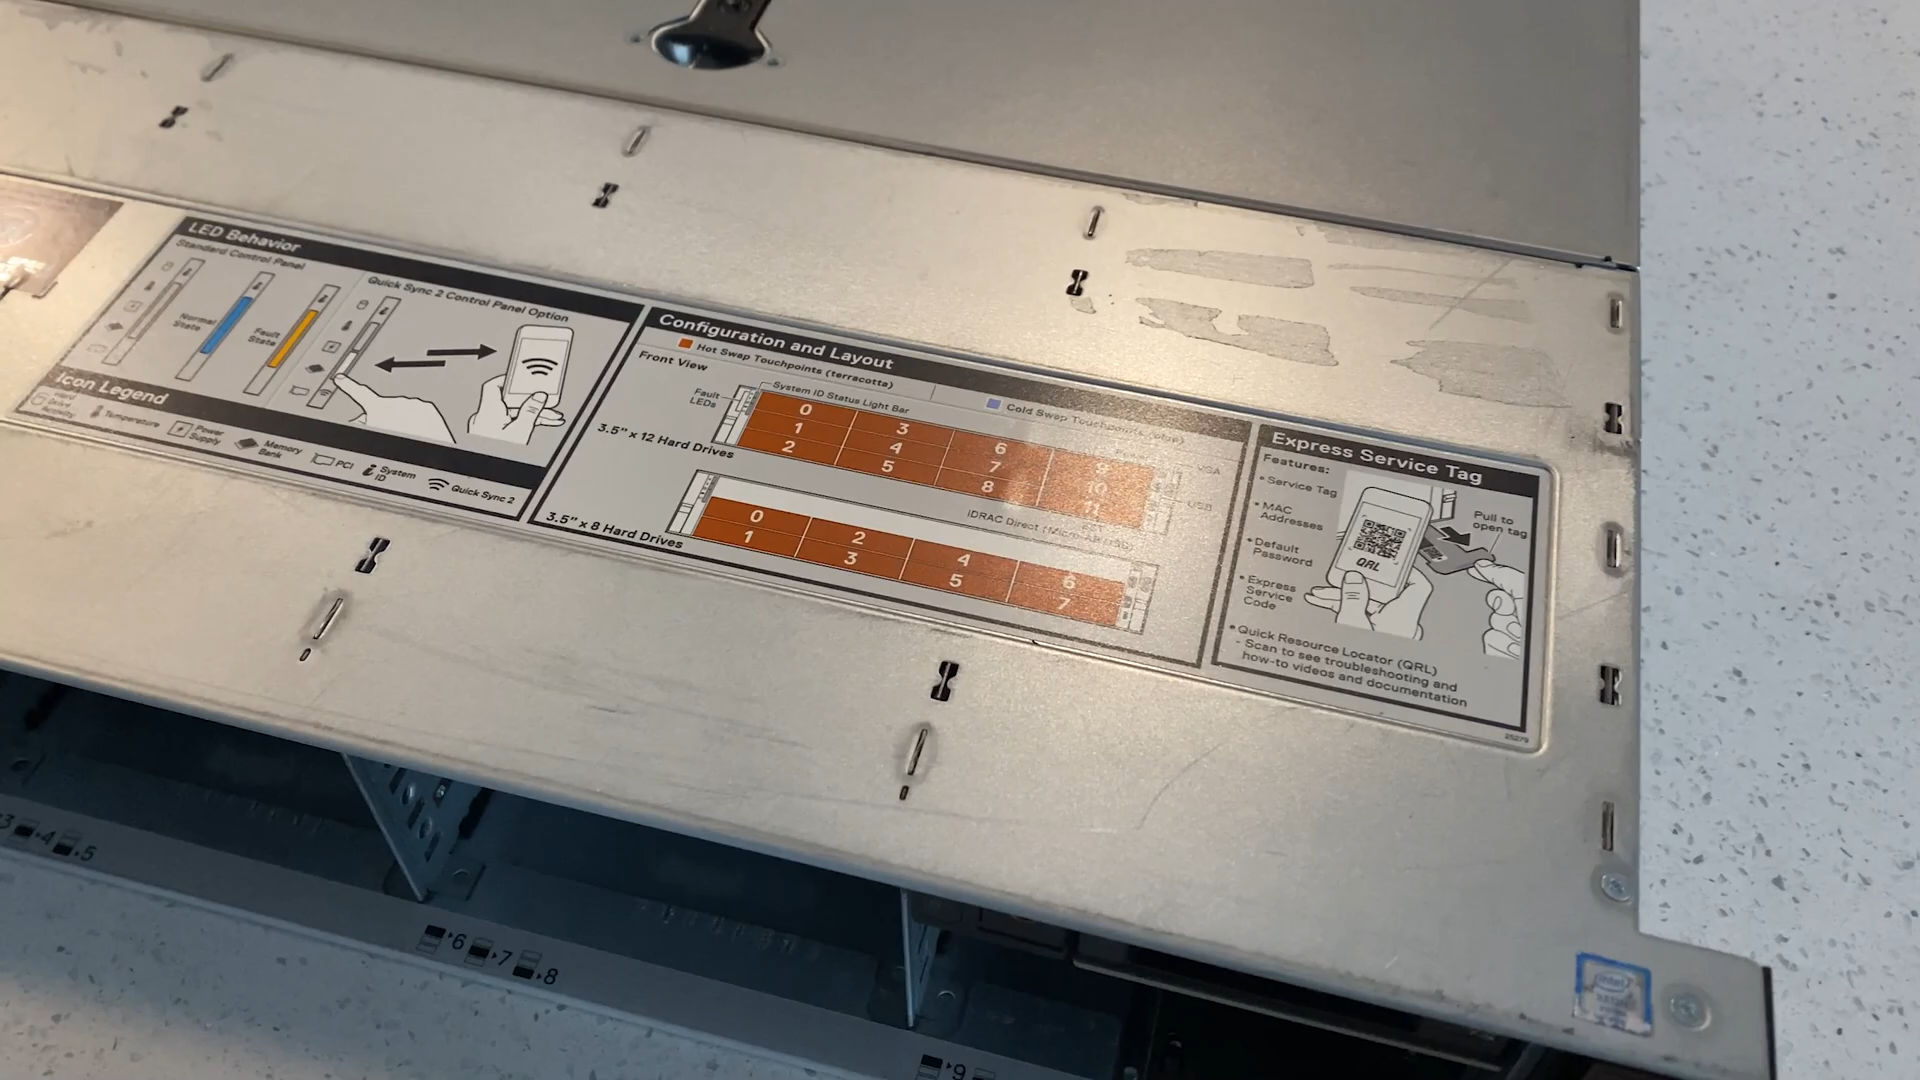 LED Behavior
Standard Control Panel
Normal
State
Fault
State
Quick Sync 2 Control Panel Option
Icon Legend
Activity
Temperature
Power
Supply
Memory
Bank
PCI
System
ID
Quick Sync 2
Configuration and Layout
Hot Swap Touchpoints (terracotta)
Cold Swap Touchpoints (blue)
Front View
Fault
LEDs
System ID Status Light Bar
0 3 6 9
1 4 7 10
2 5 8 11
3.5" x 12 Hard Drives
VGA
USB
iDRAC Direct (Micro-AB USB)
0 2 4 6
1 3 5 7
3.5" x 8 Hard Drives
Express Service Tag
Features:
• Service Tag
• MAC
Addresses
• Default
Password
• Express
Service
Code
• Quick Resource Locator (QRL)
- Scan to see troubleshooting and
how-to videos and documentation
QRL
Pull to
open tag
3 4 5
6 7 8
9
intel